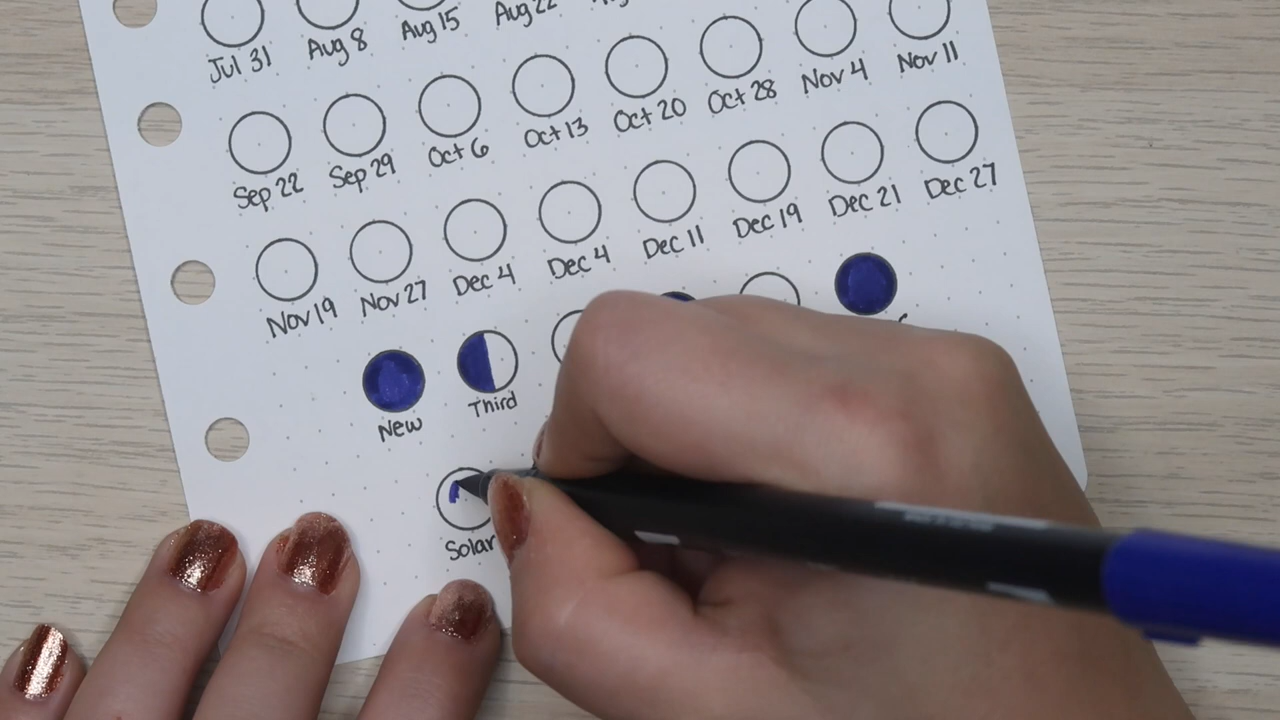 Jul 31 Aug 8 Aug 15 Aug 22
Sep 22 Sep 29 Oct 6 Oct 13 Oct 20 Oct 28 Nov 4 Nov 11
Nov 19 Nov 27 Dec 4 Dec 4 Dec 11 Dec 19 Dec 21 Dec 27
New Third
Solar